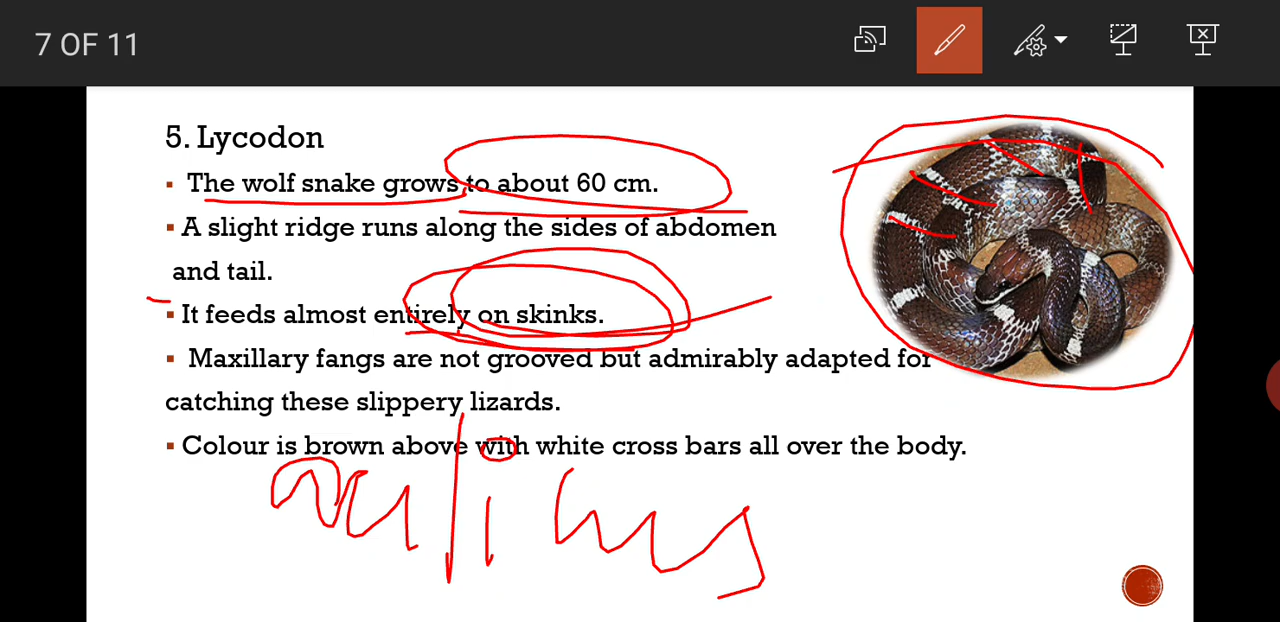 7 OF 11
5. Lycodon
▪ The wolf snake grows to about 60 cm.
▪ A slight ridge runs along the sides of abdomen
and tail.
▪ It feeds almost entirely on skinks.
▪ Maxillary fangs are not grooved but admirably adapted for
catching these slippery lizards.
▪ Colour is brown above with white cross bars all over the body.